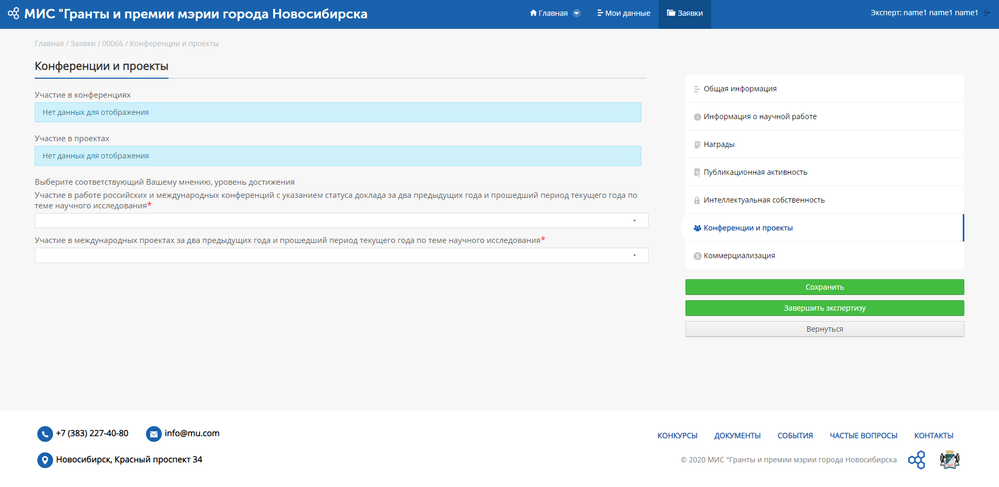 МИС "Гранты и премии мэрии города Новосибирска
Главная
Мои данные
Заявки
Эксперт: name1 name1 name1
Главная / Заявки / 00066 / Конференции и проекты
Конференции и проекты
Участие в конференциях
Нет данных для отображения
Участие в проектах
Нет данных для отображения
Выберите соответствующий Вашему мнению, уровень достижения
Участие в работе российских и международных конференций с указанием статуса доклада за два предыдущих года и прошедший период текущего года по
теме научного исследования*
Участие в международных проектах за два предыдущих года и прошедший период текущего года по теме научного исследования*
Общая информация
Информация о научной работе
Награды
Публикационная активность
Интеллектуальная собственность
Конференции и проекты
Коммерциализация
Сохранить
Завершить экспертизу
Вернуться
+7 (383) 227-40-80
info@mu.com
Новосибирск, Красный проспект 34
КОНКУРСЫ
ДОКУМЕНТЫ
СОБЫТИЯ
ЧАСТЫЕ ВОПРОСЫ
КОНТАКТЫ
© 2020 МИС "Гранты и премии мэрии города Новосибирска